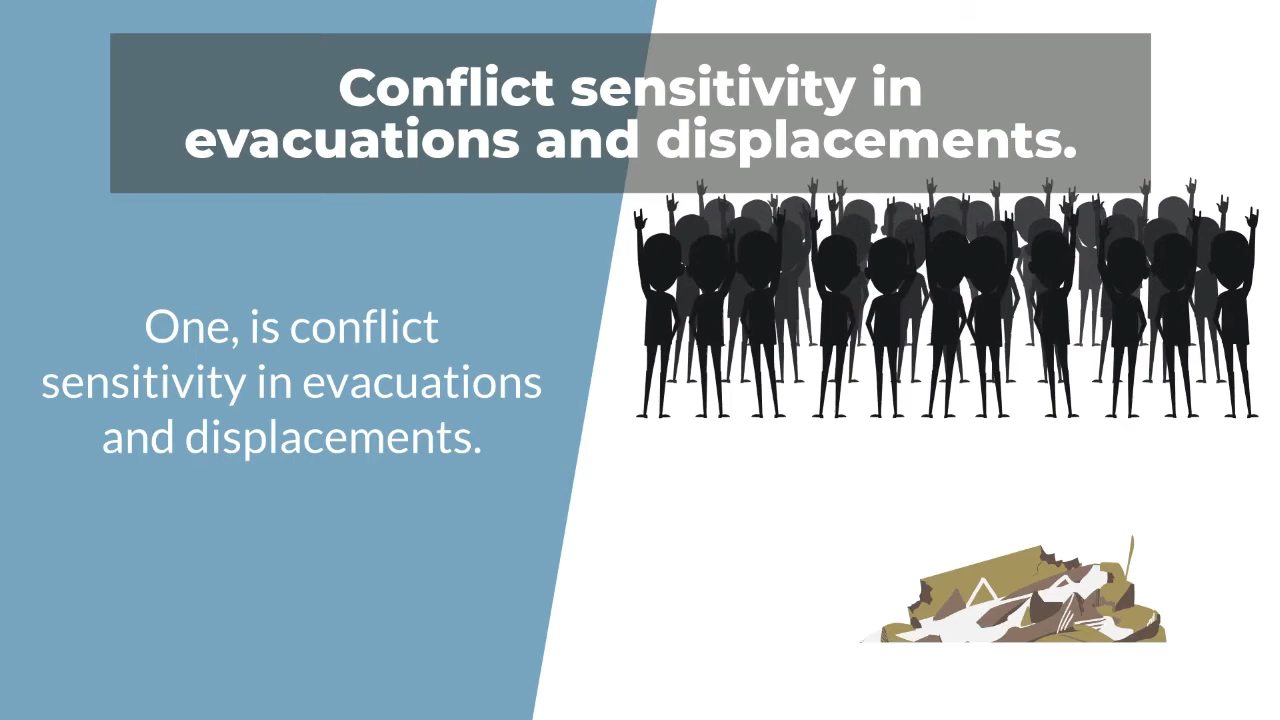 Conflict sensitivity in
evacuations and displacements.
One, is conflict
sensitivity in evacuations
and displacements.